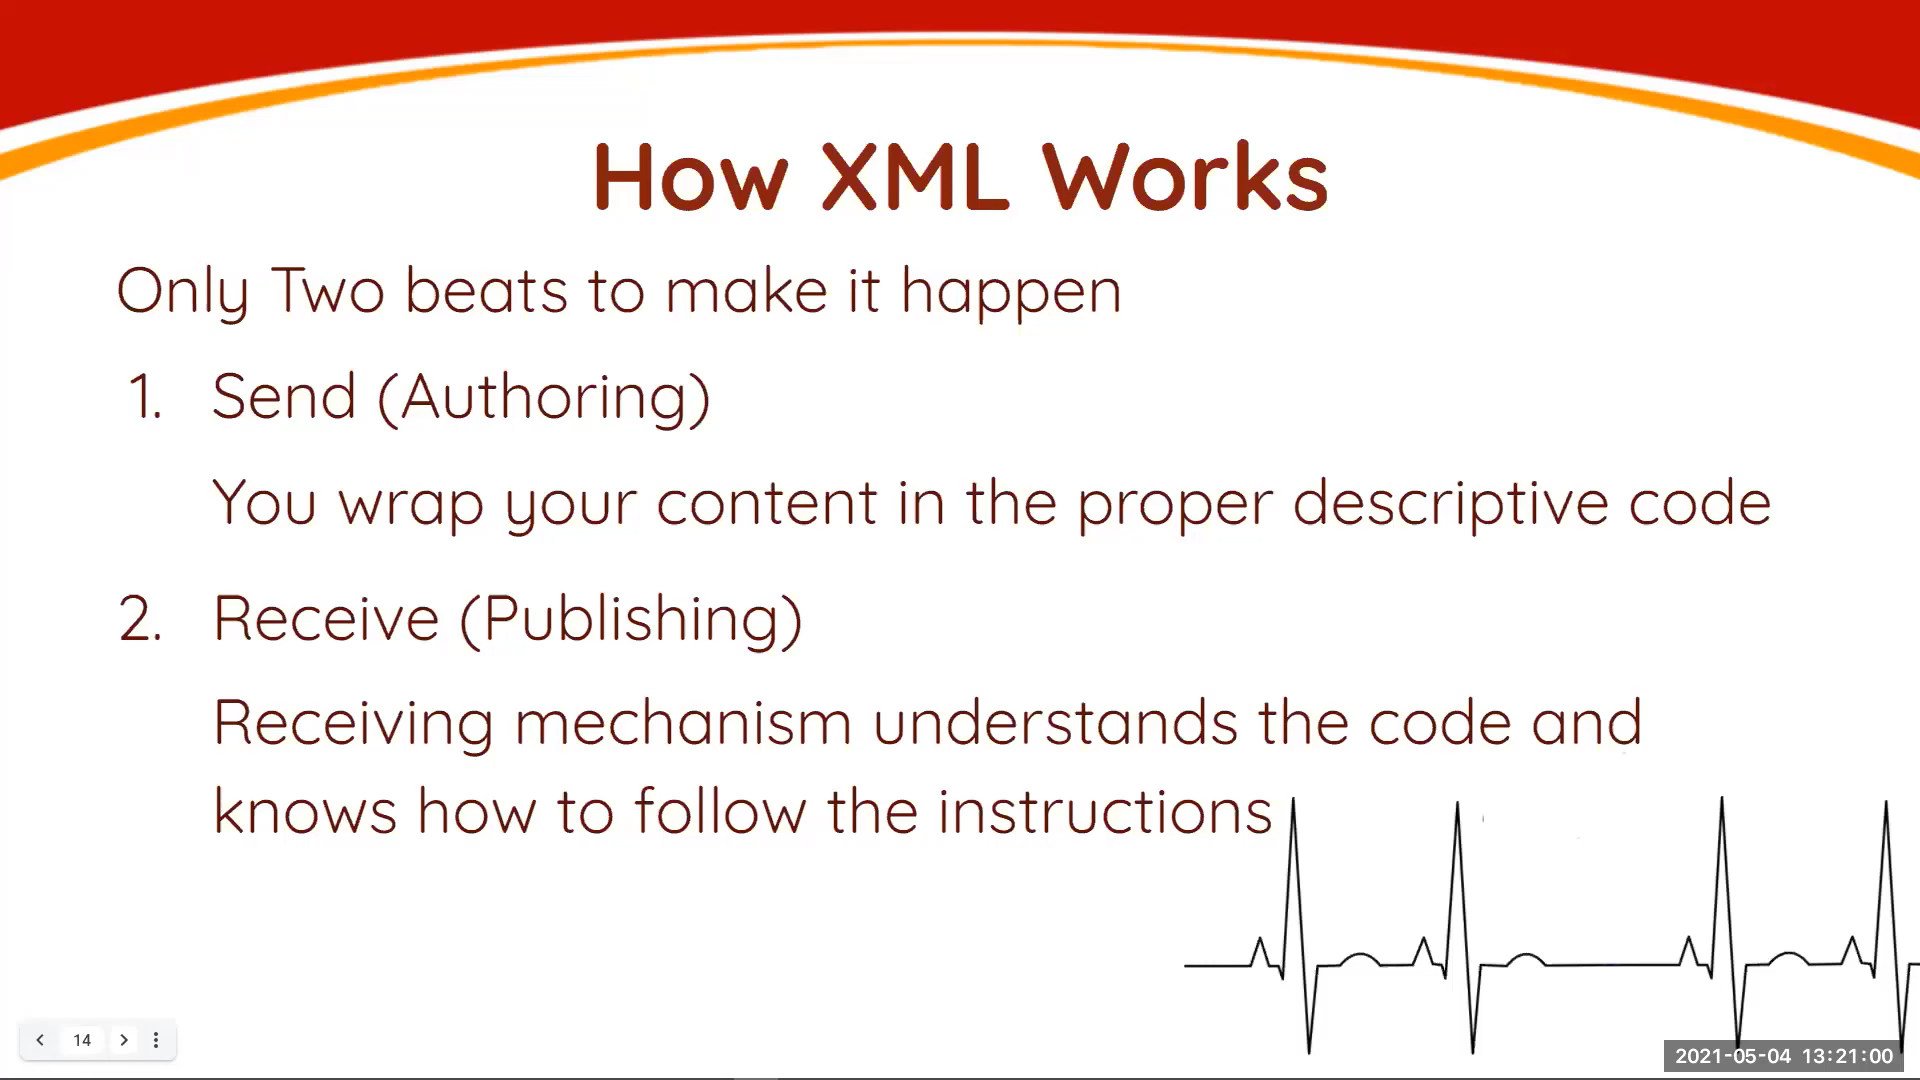 How XML Works
Only Two beats to make it happen
1. Send (Authoring)
You wrap your content in the proper descriptive code
2. Receive (Publishing)
Receiving mechanism understands the code and
knows how to follow the instructions
14
2021-05-04 13:21:00